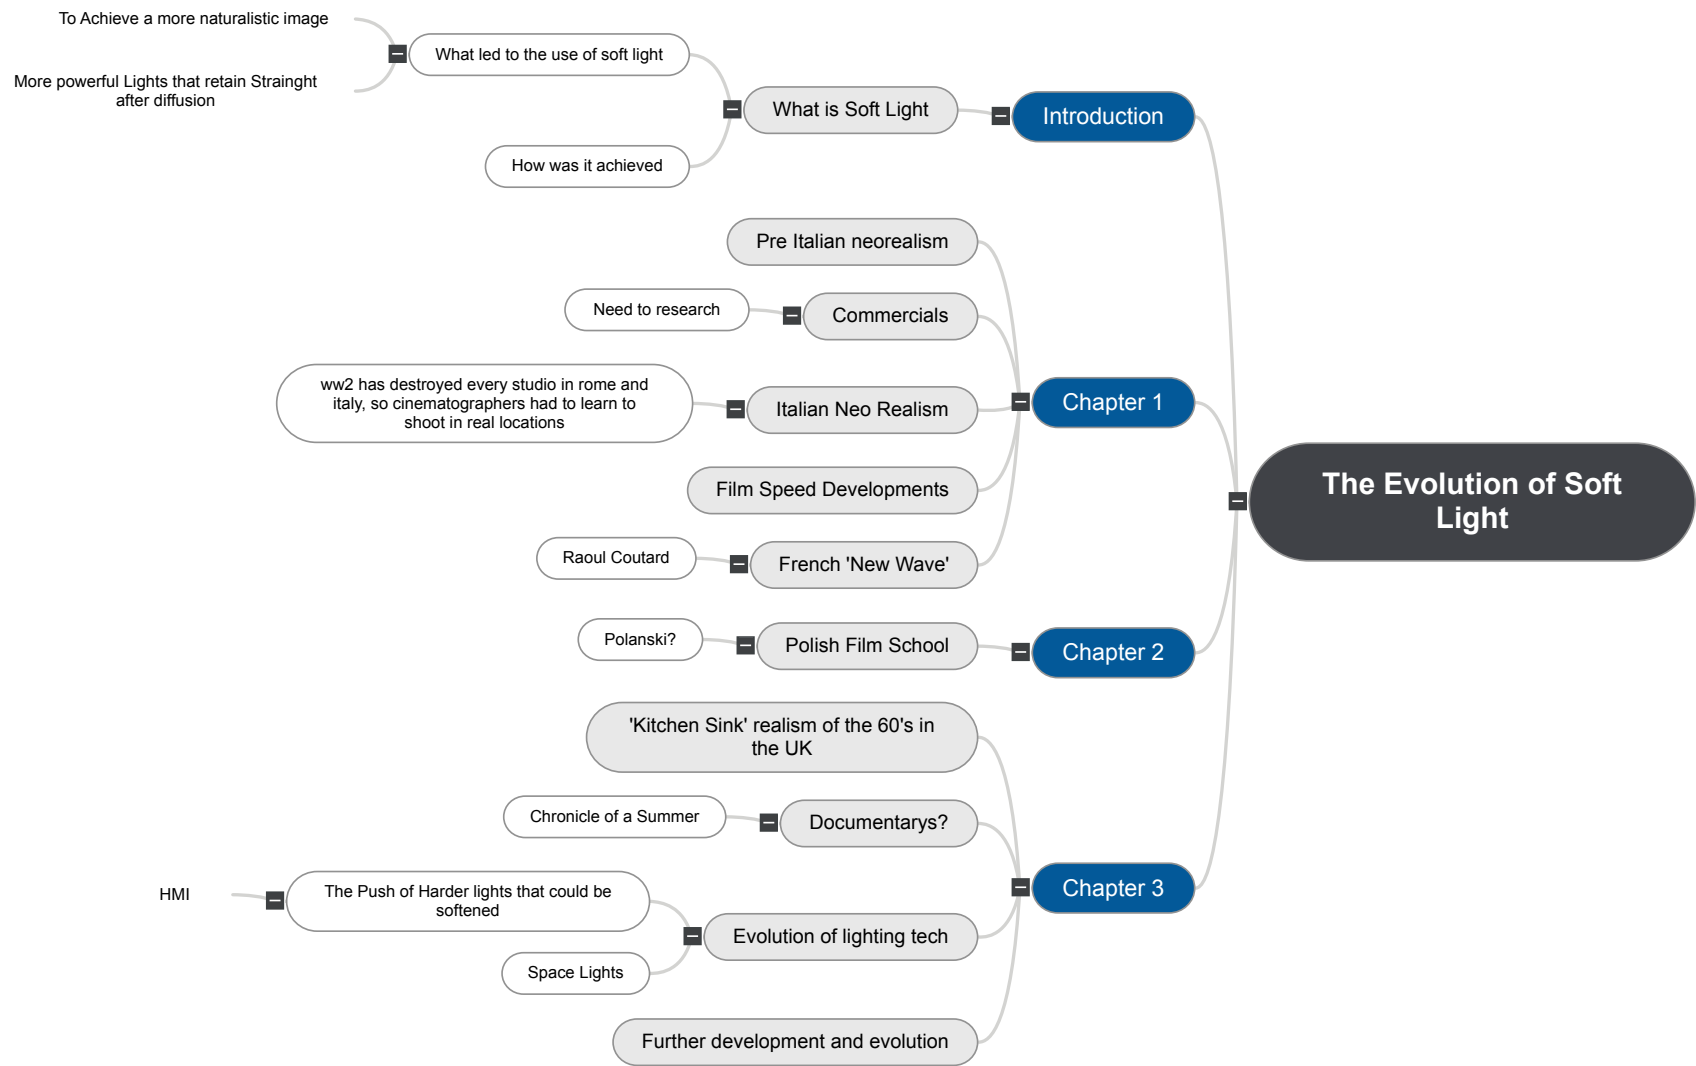 The Evolution of Soft
Light
Introduction
What is Soft Light
What led to the use of soft light
To Achieve a more naturalistic image
More powerful Lights that retain Strainght
after diffusion
How was it achieved
Chapter 1
Pre Italian neorealism
Commercials
Need to research
Italian Neo Realism
ww2 has destroyed every studio in rome and
italy, so cinematographers had to learn to
shoot in real locations
Film Speed Developments
French 'New Wave'
Raoul Coutard
Chapter 2
Polish Film School
Polanski?
Chapter 3
'Kitchen Sink' realism of the 60's in
the UK
Documentarys?
Chronicle of a Summer
Evolution of lighting tech
The Push of Harder lights that could be
softened
HMI
Space Lights
Further development and evolution